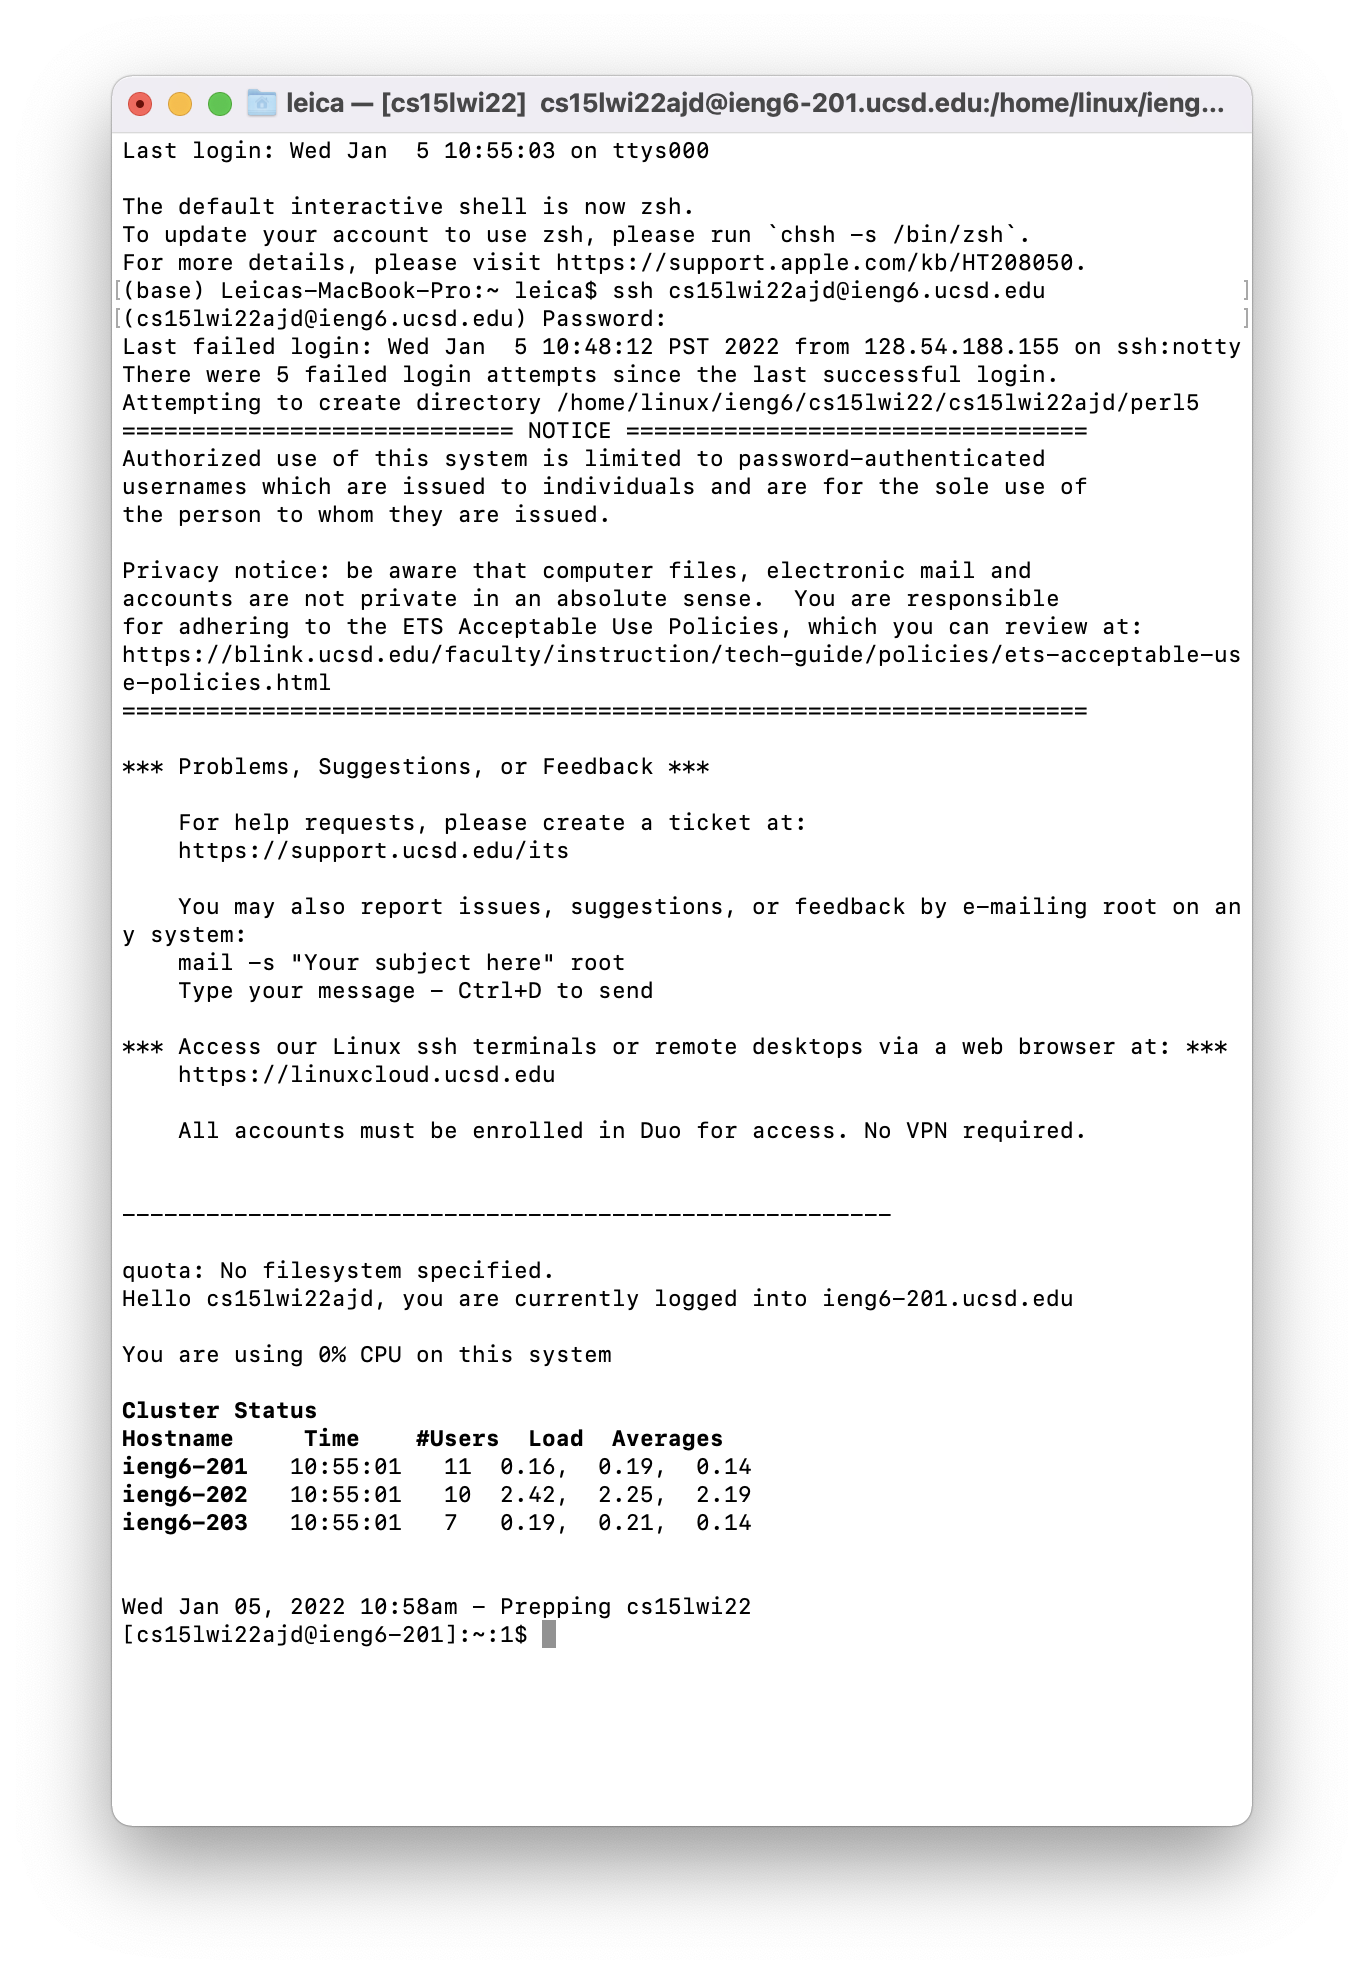 leica — [cs15lwi22]  cs15lwi22ajd@ieng6-201.ucsd.edu:/home/linux/ieng...
Last login: Wed Jan  5 10:55:03 on ttys000
The default interactive shell is now zsh.
To update your account to use zsh, please run `chsh -s /bin/zsh`.
For more details, please visit https://support.apple.com/kb/HT208050.
[(base) Leicas-MacBook-Pro:~ leica$ ssh cs15lwi22ajd@ieng6.ucsd.edu ]
[(cs15lwi22ajd@ieng6.ucsd.edu) Password: ]
Last failed login: Wed Jan  5 10:48:12 PST 2022 from 128.54.188.155 on ssh:notty
There were 5 failed login attempts since the last successful login.
Attempting to create directory /home/linux/ieng6/cs15lwi22/cs15lwi22ajd/perl5
============================ NOTICE =================================
Authorized use of this system is limited to password-authenticated
usernames which are issued to individuals and are for the sole use of
the person to whom they are issued.
Privacy notice: be aware that computer files, electronic mail and
accounts are not private in an absolute sense.  You are responsible
for adhering to the ETS Acceptable Use Policies, which you can review at:
https://blink.ucsd.edu/faculty/instruction/tech-guide/policies/ets-acceptable-us
e-policies.html
=====================================================================
*** Problems, Suggestions, or Feedback ***
    For help requests, please create a ticket at:
    https://support.ucsd.edu/its
    You may also report issues, suggestions, or feedback by e-mailing root on an
y system:
    mail -s "Your subject here" root
    Type your message - Ctrl+D to send
*** Access our Linux ssh terminals or remote desktops via a web browser at: ***
    https://linuxcloud.ucsd.edu
    All accounts must be enrolled in Duo for access. No VPN required.
-------------------------------------------------------
quota: No filesystem specified.
Hello cs15lwi22ajd, you are currently logged into ieng6-201.ucsd.edu
You are using 0% CPU on this system
Cluster Status
Hostname     Time    #Users  Load  Averages
ieng6-201   10:55:01   11  0.16,  0.19,  0.14
ieng6-202   10:55:01   10  2.42,  2.25,  2.19
ieng6-203   10:55:01   7   0.19,  0.21,  0.14
Wed Jan 05, 2022 10:58am - Prepping cs15lwi22
[cs15lwi22ajd@ieng6-201]:~:1$